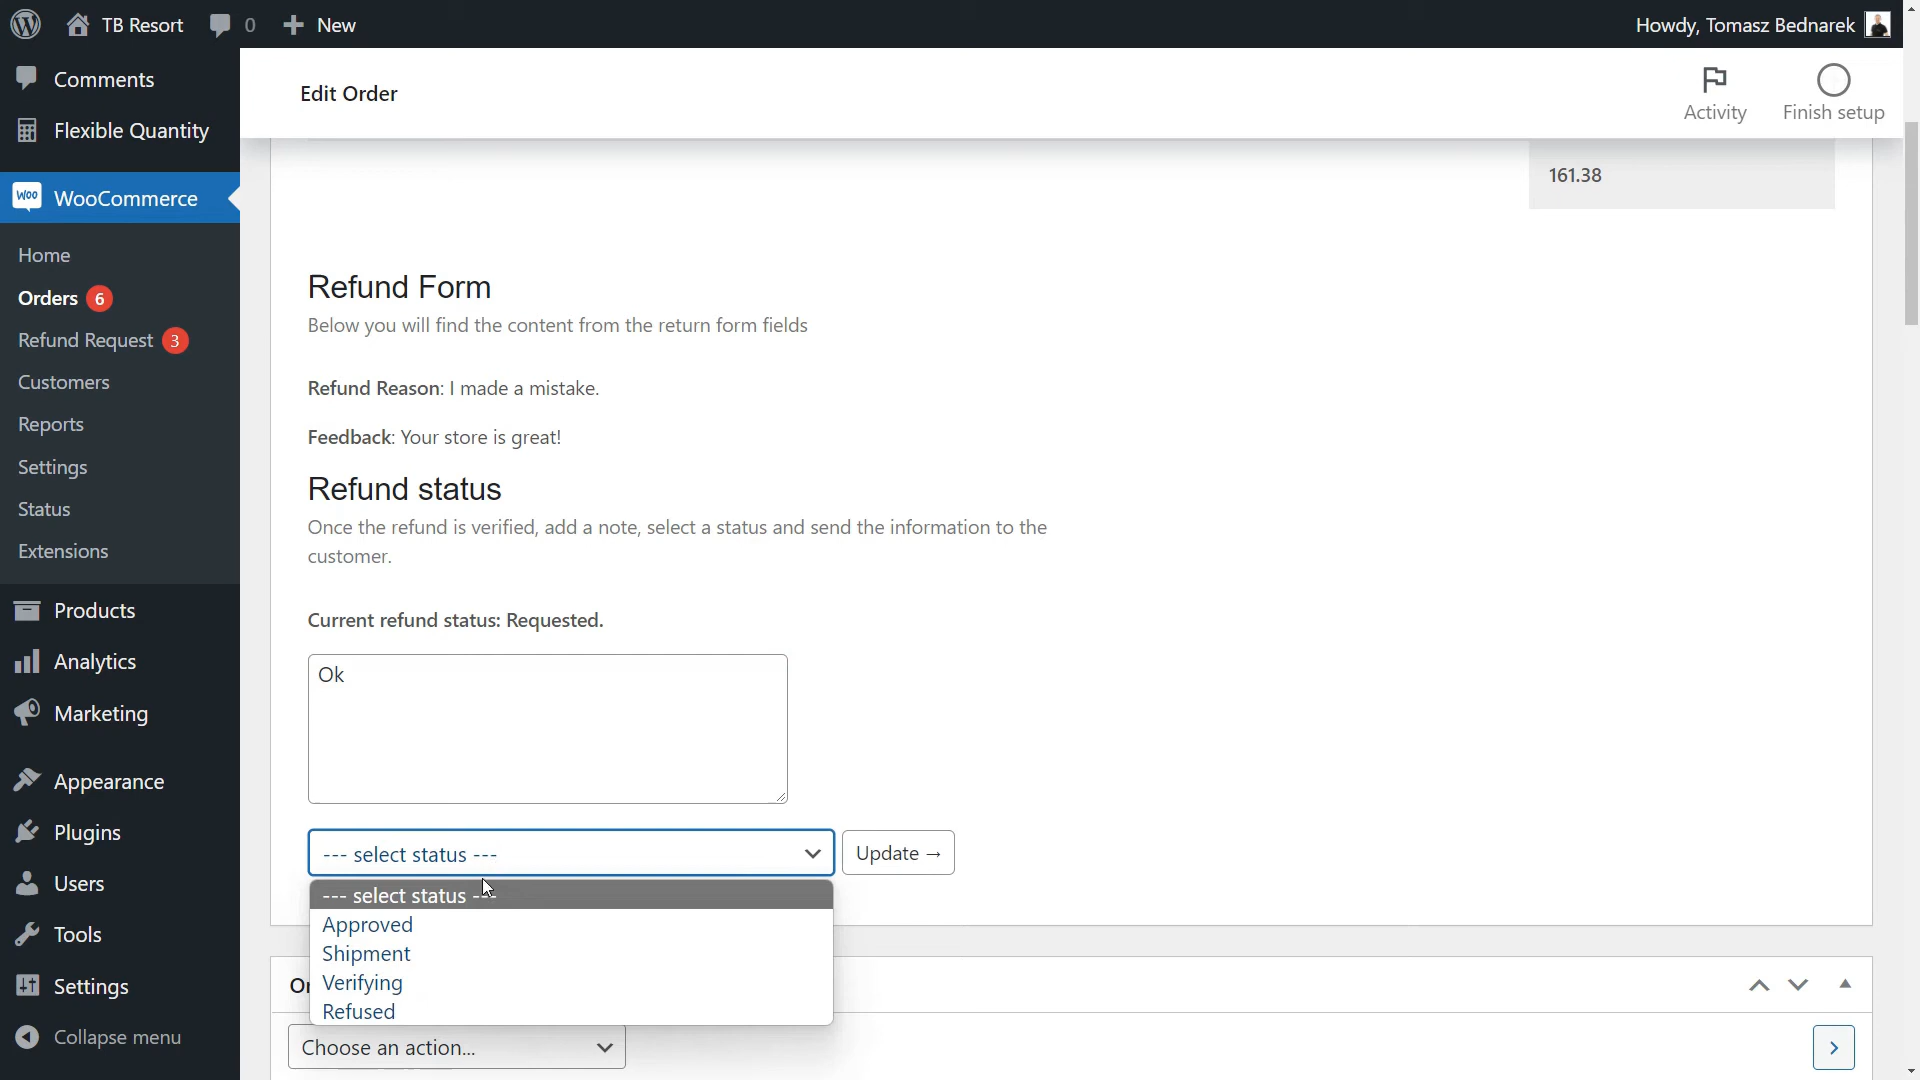 TB Resort
0
New
Howdy, Tomasz Bednarek
Comments
Flexible Quantity
Woo
WooCommerce
Home
Orders 6
Refund Request 3
Customers
Reports
Settings
Status
Extensions
Products
Analytics
Marketing
Appearance
Plugins
Users
Tools
Settings
Collapse menu
Edit Order
Activity
Finish setup
161.38
Refund Form
Below you will find the content from the return form fields
Refund Reason: I made a mistake.
Feedback: Your store is great!
Refund status
Once the refund is verified, add a note, select a status and send the information to the
customer.
Current refund status: Requested.
Ok
--- select status ---
Update →
--- select status ---
Approved
Shipment
Verifying
Refused
Choose an action...